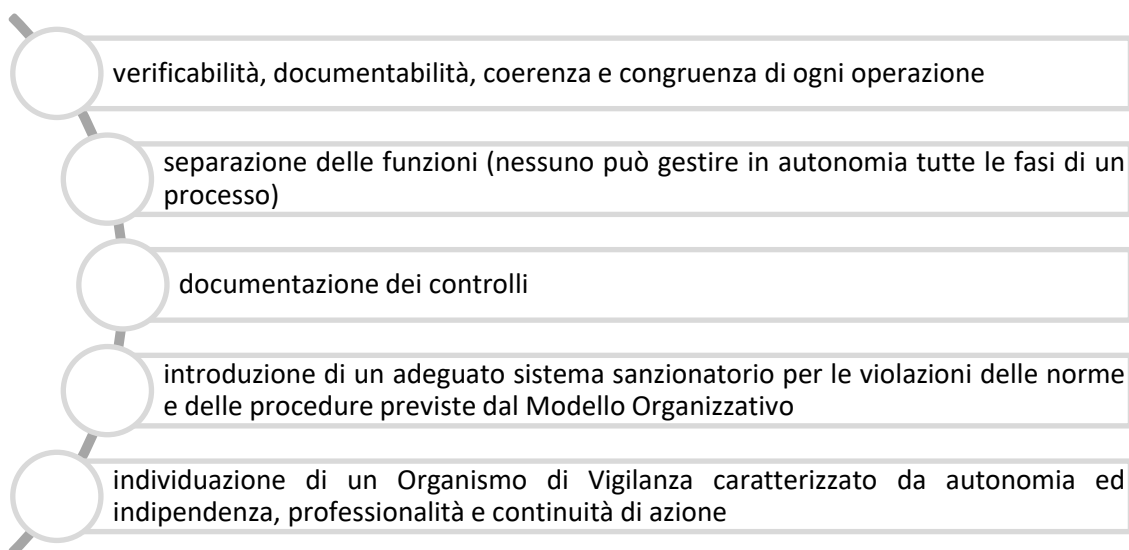 verificabilità, documentabilità, coerenza e congruenza di ogni operazione
separazione delle funzioni (nessuno può gestire in autonomia tutte le fasi di un
processo)
documentazione dei controlli
introduzione di un adeguato sistema sanzionatorio per le violazioni delle norme
e delle procedure previste dal Modello Organizzativo
individuazione di un Organismo di Vigilanza caratterizzato da autonomia ed
indipendenza, professionalità e continuità di azione